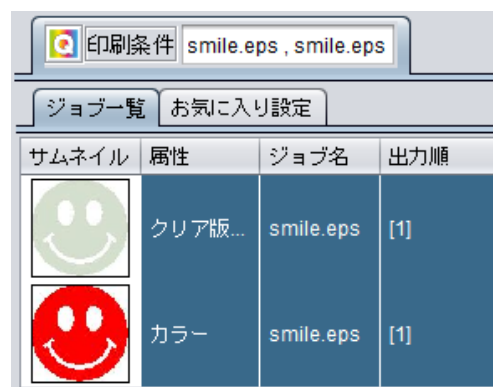 印刷条件 smile.eps , smile.eps
ジョブ一覧 お気に入り設定
サムネイル 属性 ジョブ名 出力順
クリア版... smile.eps [1]
カラー smile.eps [1]